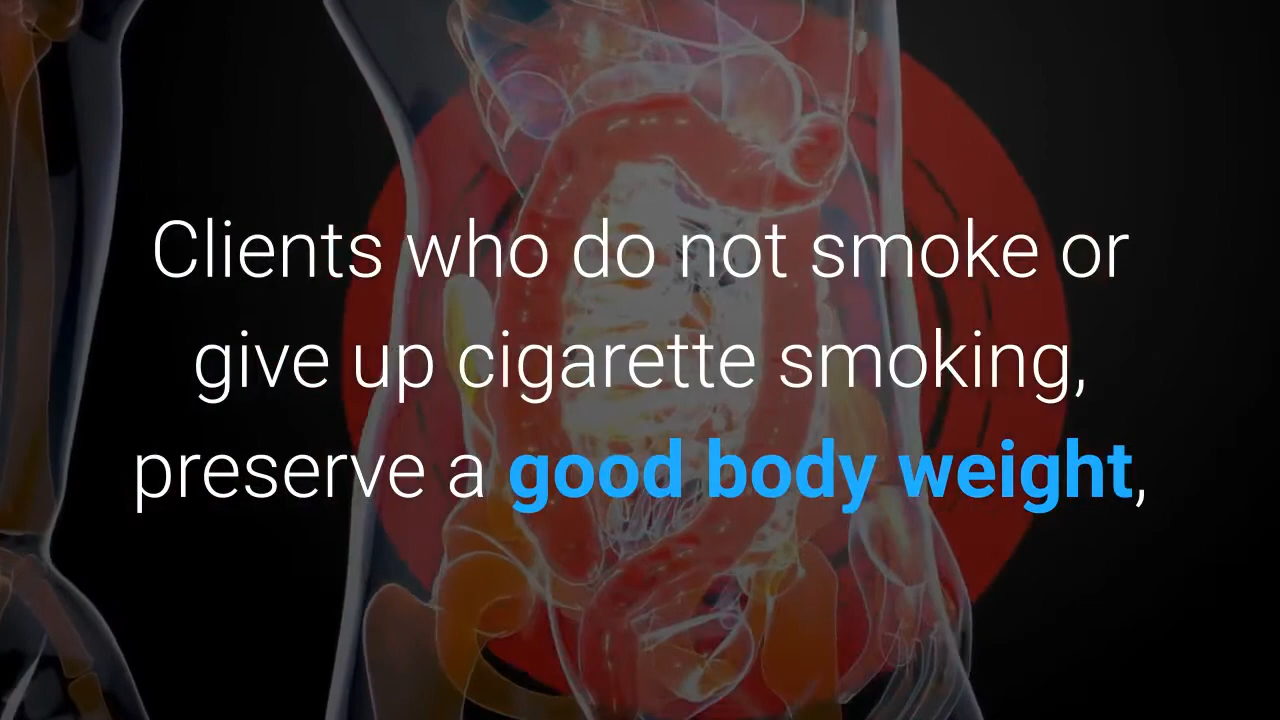 Clients who do not smoke or
give up cigarette smoking,
preserve a good body weight,